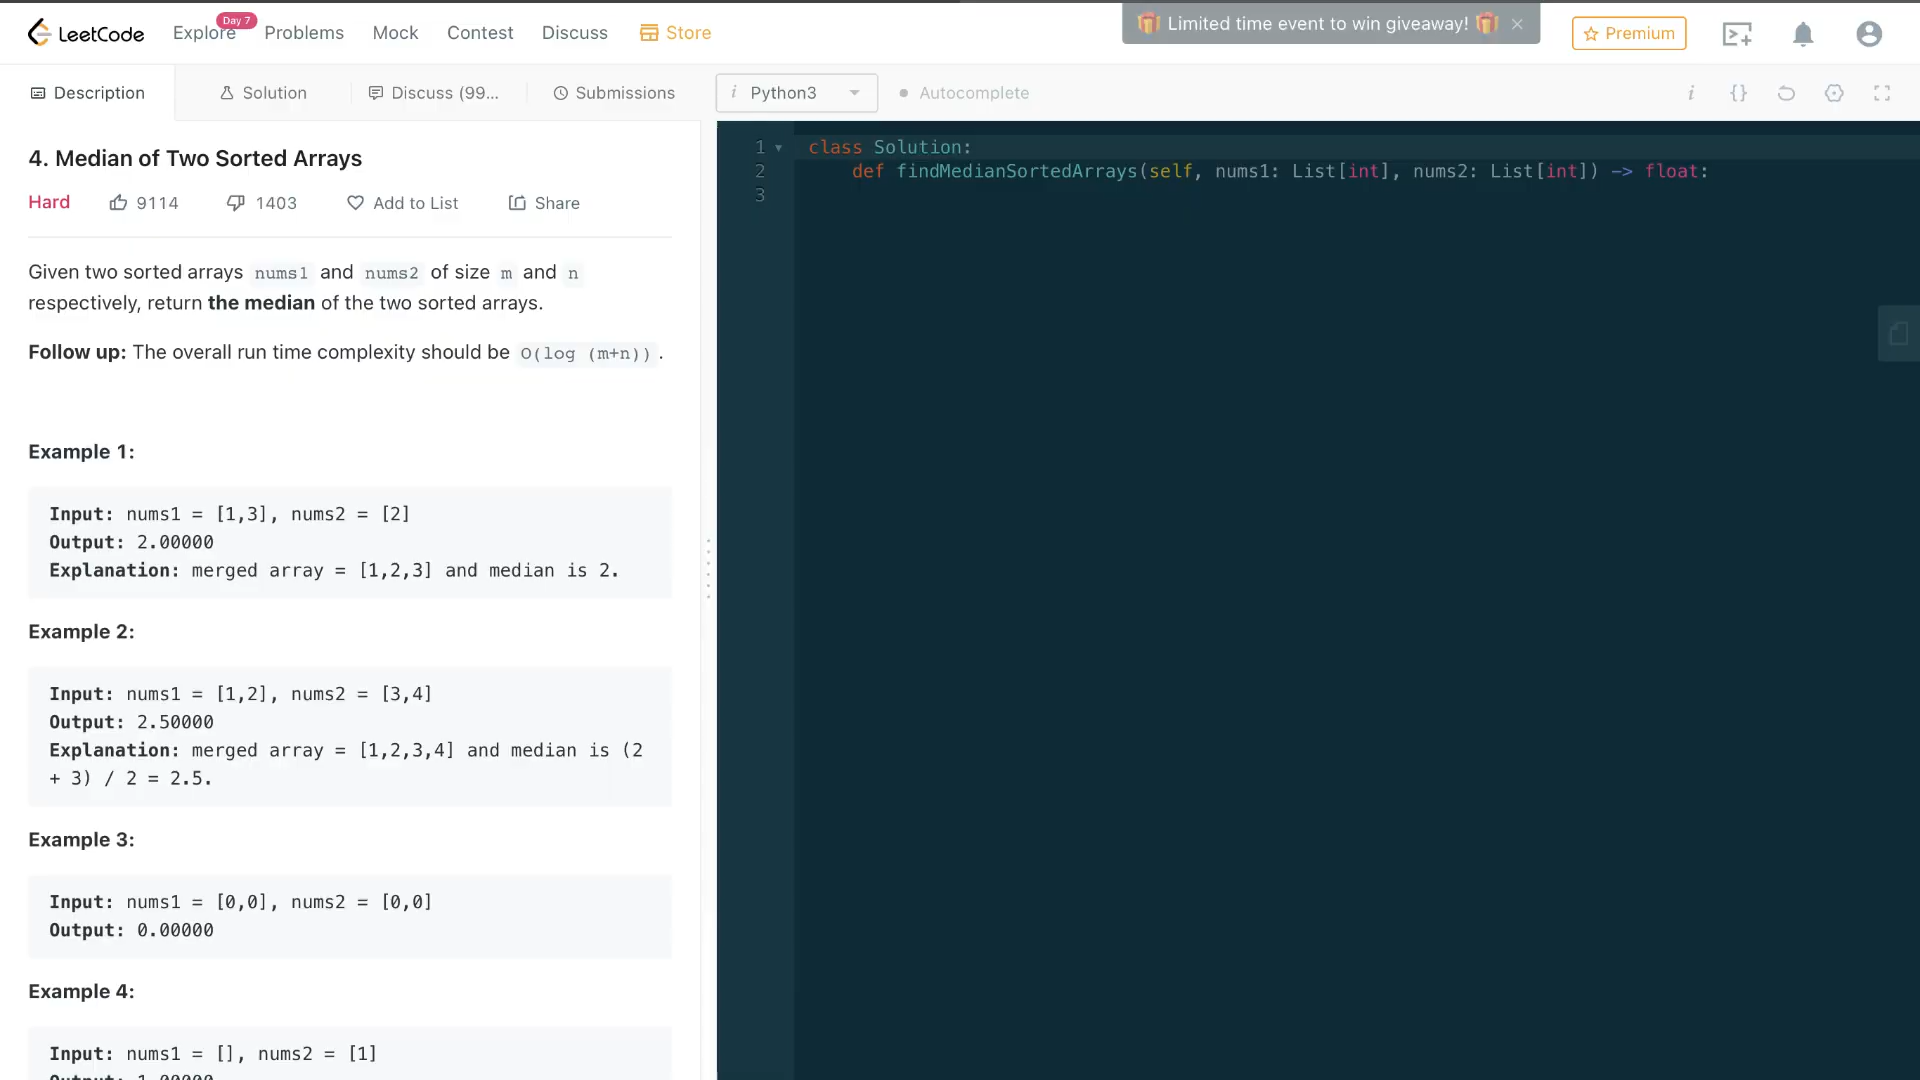 LeetCode Explore Day 7 Problems Mock Contest Discuss Store Limited time event to win giveaway! Premium
Description Solution Discuss (99... Submissions i Python3 Autocomplete i {}
4. Median of Two Sorted Arrays
Hard 9114 1403 Add to List Share
Given two sorted arrays nums1 and nums2 of size m and n
respectively, return the median of the two sorted arrays.
Follow up: The overall run time complexity should be O(log (m+n)) .
Example 1:
Input: nums1 = [1,3], nums2 = [2]
Output: 2.00000
Explanation: merged array = [1,2,3] and median is 2.
Example 2:
Input: nums1 = [1,2], nums2 = [3,4]
Output: 2.50000
Explanation: merged array = [1,2,3,4] and median is (2
+ 3) / 2 = 2.5.
Example 3:
Input: nums1 = [0,0], nums2 = [0,0]
Output: 0.00000
Example 4:
Input: nums1 = [], nums2 = [1]
Output: 1.00000
1 class Solution:
2 def findMedianSortedArrays(self, nums1: List[int], nums2: List[int]) -> float:
3